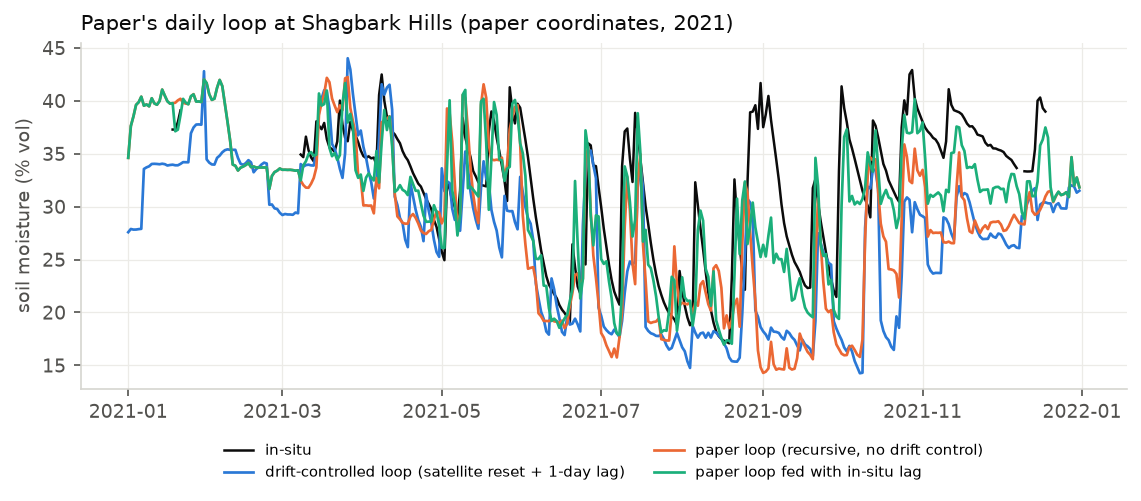 Paper's daily loop at Shagbark Hills (paper coordinates, 2021)
soil moisture (% vol)
45
40
35
30
25
20
15
2021-01 2021-03 2021-05 2021-07 2021-09 2021-11 2022-01
in-situ
drift-controlled loop (satellite reset + 1-day lag)
paper loop (recursive, no drift control)
paper loop fed with in-situ lag